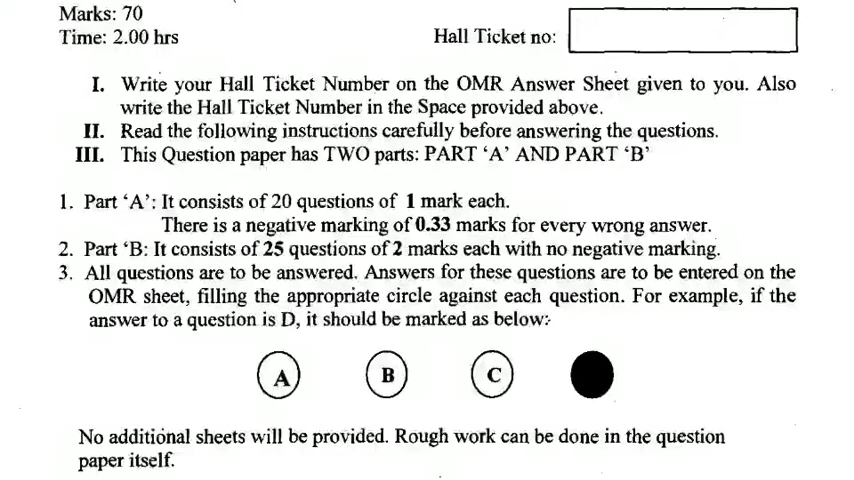 Marks: 70
Time: 2.00 hrs
Hall Ticket no:
I. Write your Hall Ticket Number on the OMR Answer Sheet given to you. Also
write the Hall Ticket Number in the Space provided above.
II. Read the following instructions carefully before answering the questions.
III. This Question paper has TWO parts: PART ‘A’ AND PART ‘B’
1. Part ‘A’: It consists of 20 questions of 1 mark each.
There is a negative marking of 0.33 marks for every wrong answer.
2. Part ‘B: It consists of 25 questions of 2 marks each with no negative marking.
3. All questions are to be answered. Answers for these questions are to be entered on the
OMR sheet, filling the appropriate circle against each question. For example, if the
answer to a question is D, it should be marked as below:-
A B C
No additional sheets will be provided. Rough work can be done in the question
paper itself.